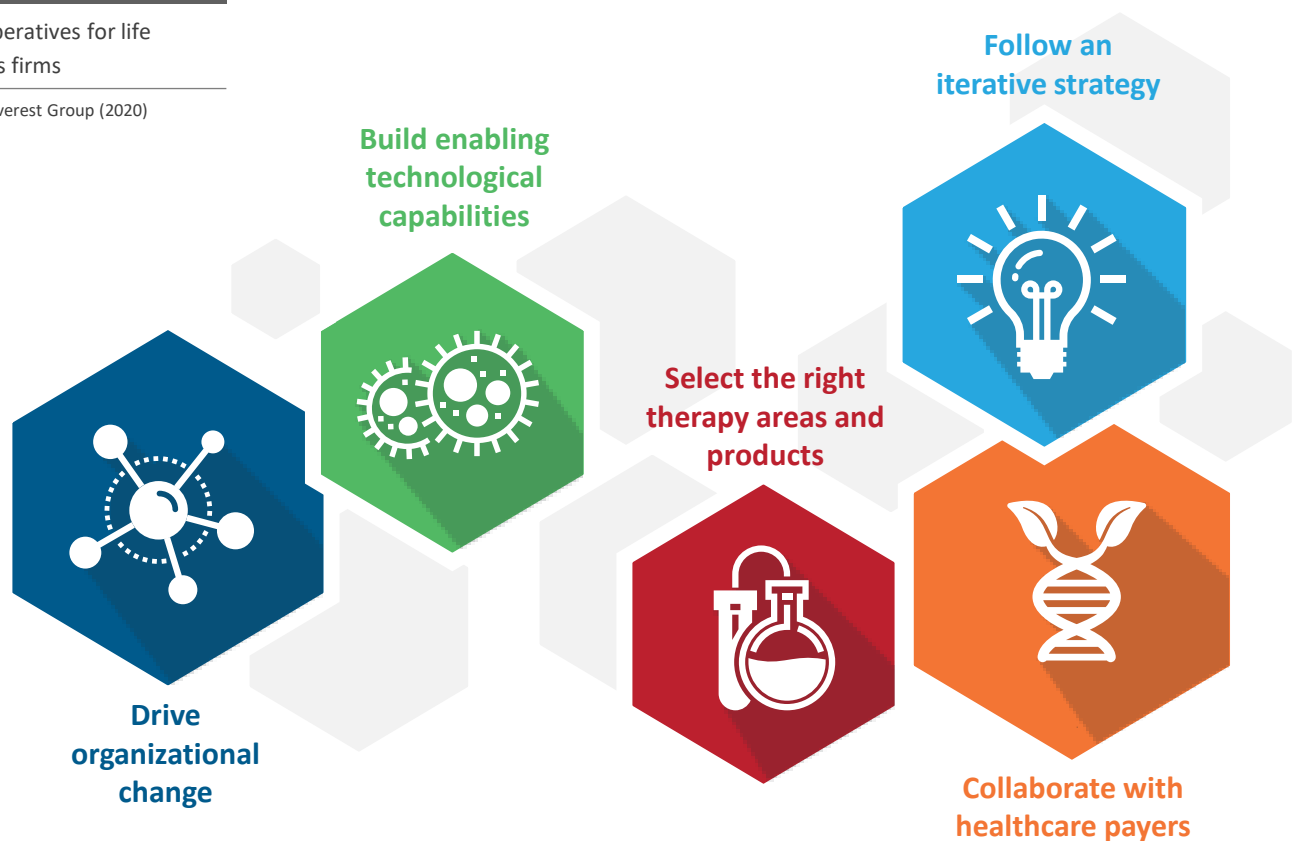 peratives for life
s firms
verest Group (2020)
Build enabling
technological
capabilities
Follow an
iterative strategy
Select the right
therapy areas and
products
Drive
organizational
change
Collaborate with
healthcare payers